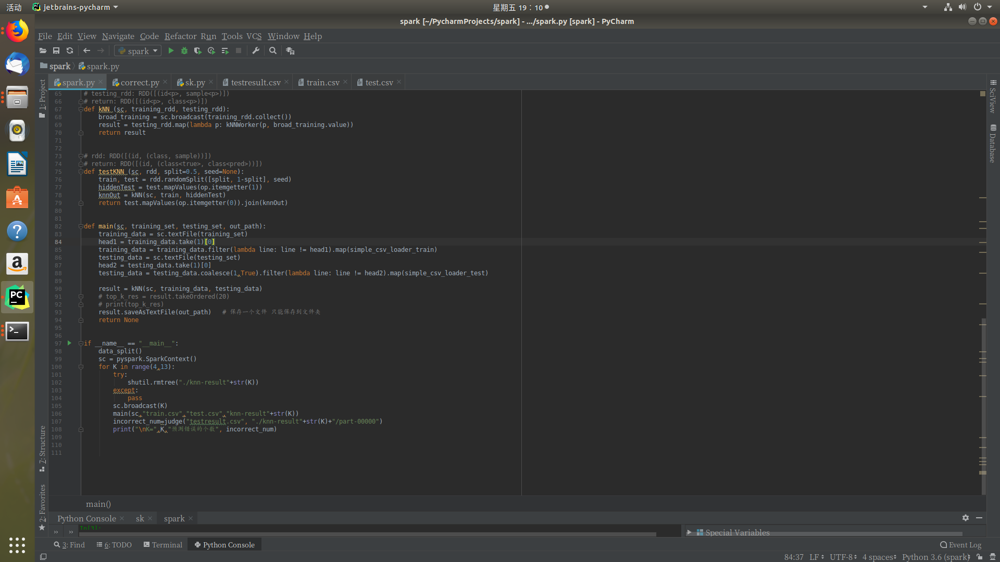 活动 jetbrains-pycharm 星期五 19：10
spark [~/PycharmProjects/spark] - .../spark.py [spark] - PyCharm
File Edit View Navigate Code Refactor Run Tools VCS Window Help
spark
spark spark.py
spark.py correct.py sk.py testresult.csv train.csv test.csv
1: Project
7: Structure
2: Favorites
65 # testing_rdd: RDD([(id<p>, sample<p>)])
66 # return: RDD([(id<p>, class<p>)])
67 def kNN (sc, training_rdd, testing_rdd):
68 broad_training = sc.broadcast(training_rdd.collect())
69 result = testing_rdd.map(lambda p: kNNWorker(p, broad_training.value))
70 return result
71
72
73 # rdd: RDD([(id, (class, sample))])
74 # return: RDD([(id, (class<true>, class<pred>))])
75 def testKNN (sc, rdd, split=0.5, seed=None):
76 train, test = rdd.randomSplit([split, 1-split], seed)
77 hiddenTest = test.mapValues(op.itemgetter(1))
78 knnOut = kNN(sc, train, hiddenTest)
79 return test.mapValues(op.itemgetter(0)).join(knnOut)
80
81
82 def main(sc, training_set, testing_set, out_path):
83 training_data = sc.textFile(training_set)
84 head1 = training_data.take(1)[0]
85 training_data = training_data.filter(lambda line: line != head1).map(simple_csv_loader_train)
86 testing_data = sc.textFile(testing_set)
87 head2 = testing_data.take(1)[0]
88 testing_data = testing_data.coalesce(1,True).filter(lambda line: line != head2).map(simple_csv_loader_test)
89
90 result = kNN(sc, training_data, testing_data)
91 # top_k_res = result.takeOrdered(20)
92 # print(top_k_res)
93 result.saveAsTextFile(out_path) # 保存一个文件 只能保存到文件夹
94 return None
95
96
97 if __name__ == "__main__":
98 data_split()
99 sc = pyspark.SparkContext()
100 for K in range(4,13):
101 try:
102 shutil.rmtree("./knn-result"+str(K))
103 except:
104 pass
105 sc.broadcast(K)
106 main(sc,"train.csv","test.csv","knn-result"+str(K))
107 incorrect_num=judge("testresult.csv", "./knn-result"+str(K)+"/part-00000")
108 print("\nK=",K,"预测错误的个数", incorrect_num)
109
110
111
SciView
Database
main()
Python Console sk spark
In[3]:
Special Variables
3: Find 6: TODO Terminal Python Console Event Log
84:37 LF UTF-8 4 spaces Python 3.6 (spark)